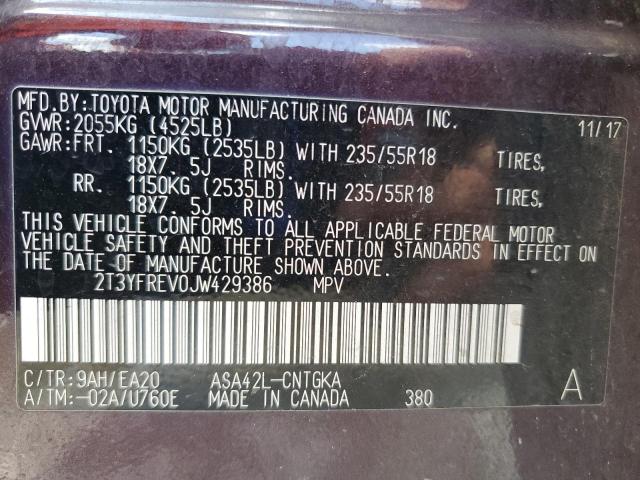 MFD.BY:TOYOTA MOTOR MANUFACTURING CANADA INC. 11/17
GVWR:2055KG (4525LB)
GAWR:FRT. 1150KG (2535LB) WITH 235/55R18 TIRES,
18X7. 5J RIMS.
RR. 1150KG (2535LB) WITH 235/55R18 TIRES,
18X7. 5J RIMS.
THIS VEHICLE CONFORMS TO ALL APPLICABLE FEDERAL MOTOR
VEHICLE SAFETY AND THEFT PREVENTION STANDARDS IN EFFECT ON
THE DATE OF MANUFACTURE SHOWN ABOVE.
2T3YFREV0JW429386 MPV
C/TR:9AH/EA20 ASA42L-CNTGKA A
A/TM:-02A/U760E MADE IN CANADA 380